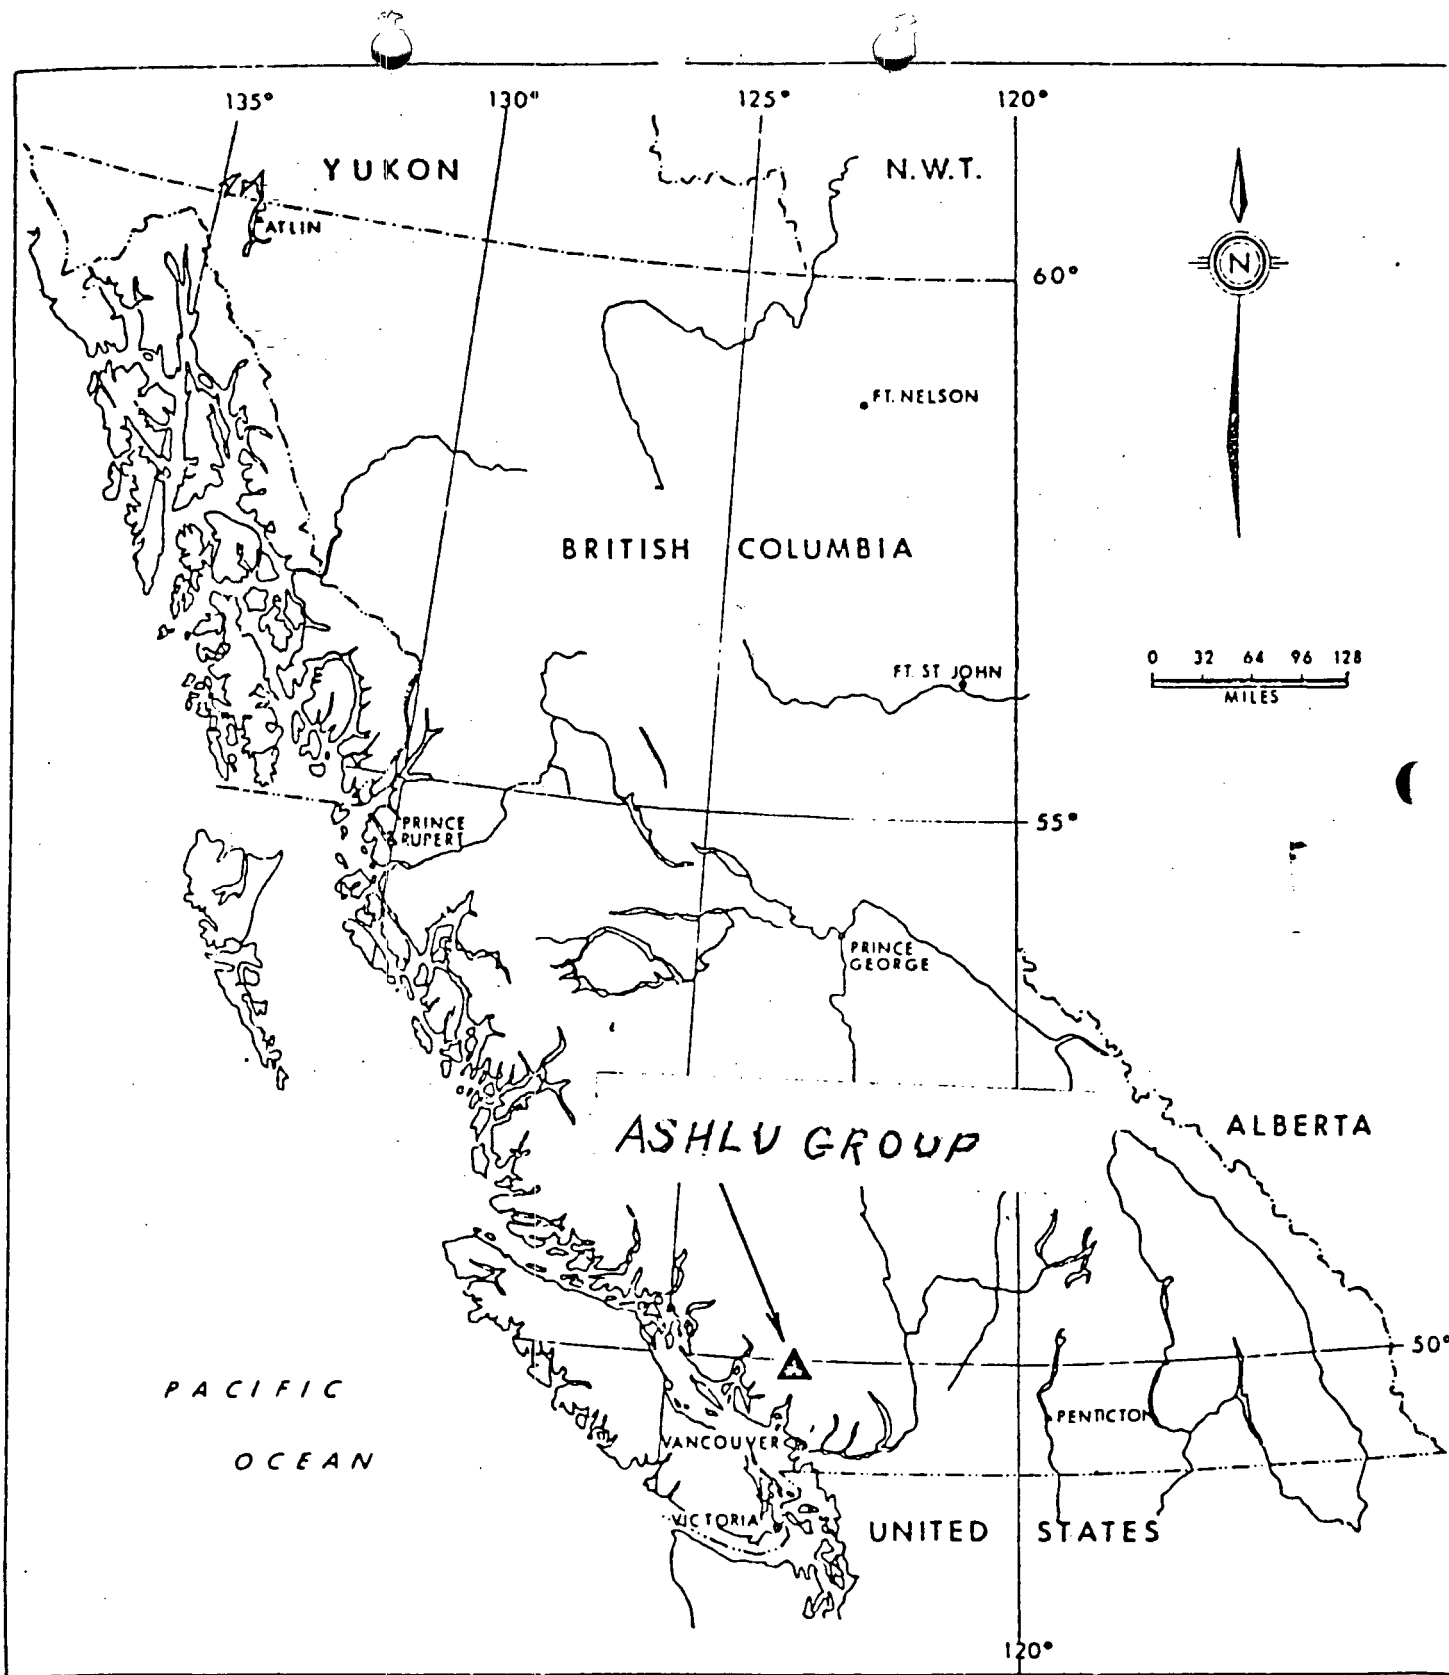 135° 130° 125° 120°
YUKON N.W.T.
ATLIN
60°
N
FT. NELSON
BRITISH COLUMBIA
0 32 64 96 128
MILES
FT. ST JOHN
55°
PRINCE
RUPERT
PRINCE
GEORGE
ALBERTA
ASHLU GROUP
50°
PACIFIC
OCEAN
PENTICTON
VANCOUVER
VICTORIA
UNITED STATES
120°